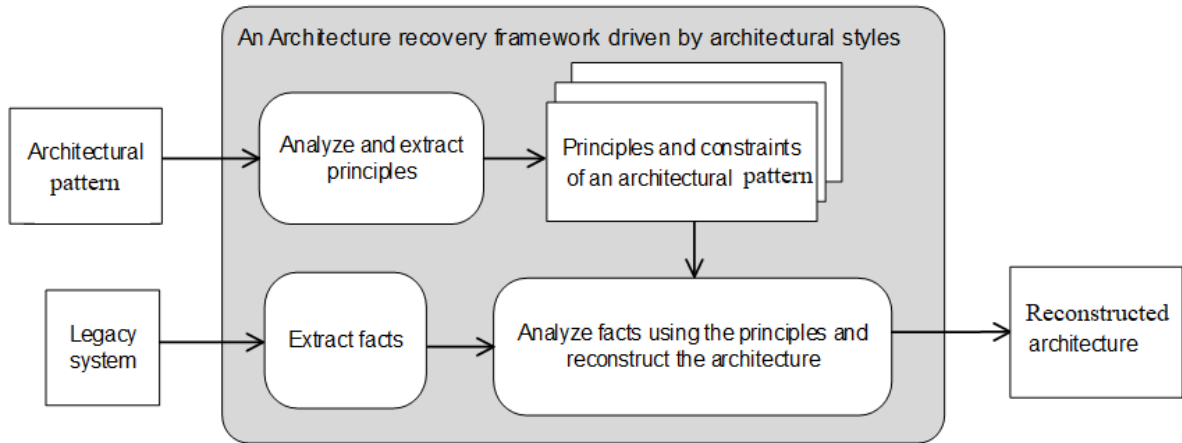 An Architecture recovery framework driven by architectural styles
Architectural
pattern
Analyze and extract
principles
Principles and constraints
of an architectural pattern
Legacy
system
Extract facts
Analyze facts using the principles and
reconstruct the architecture
Reconstructed
architecture